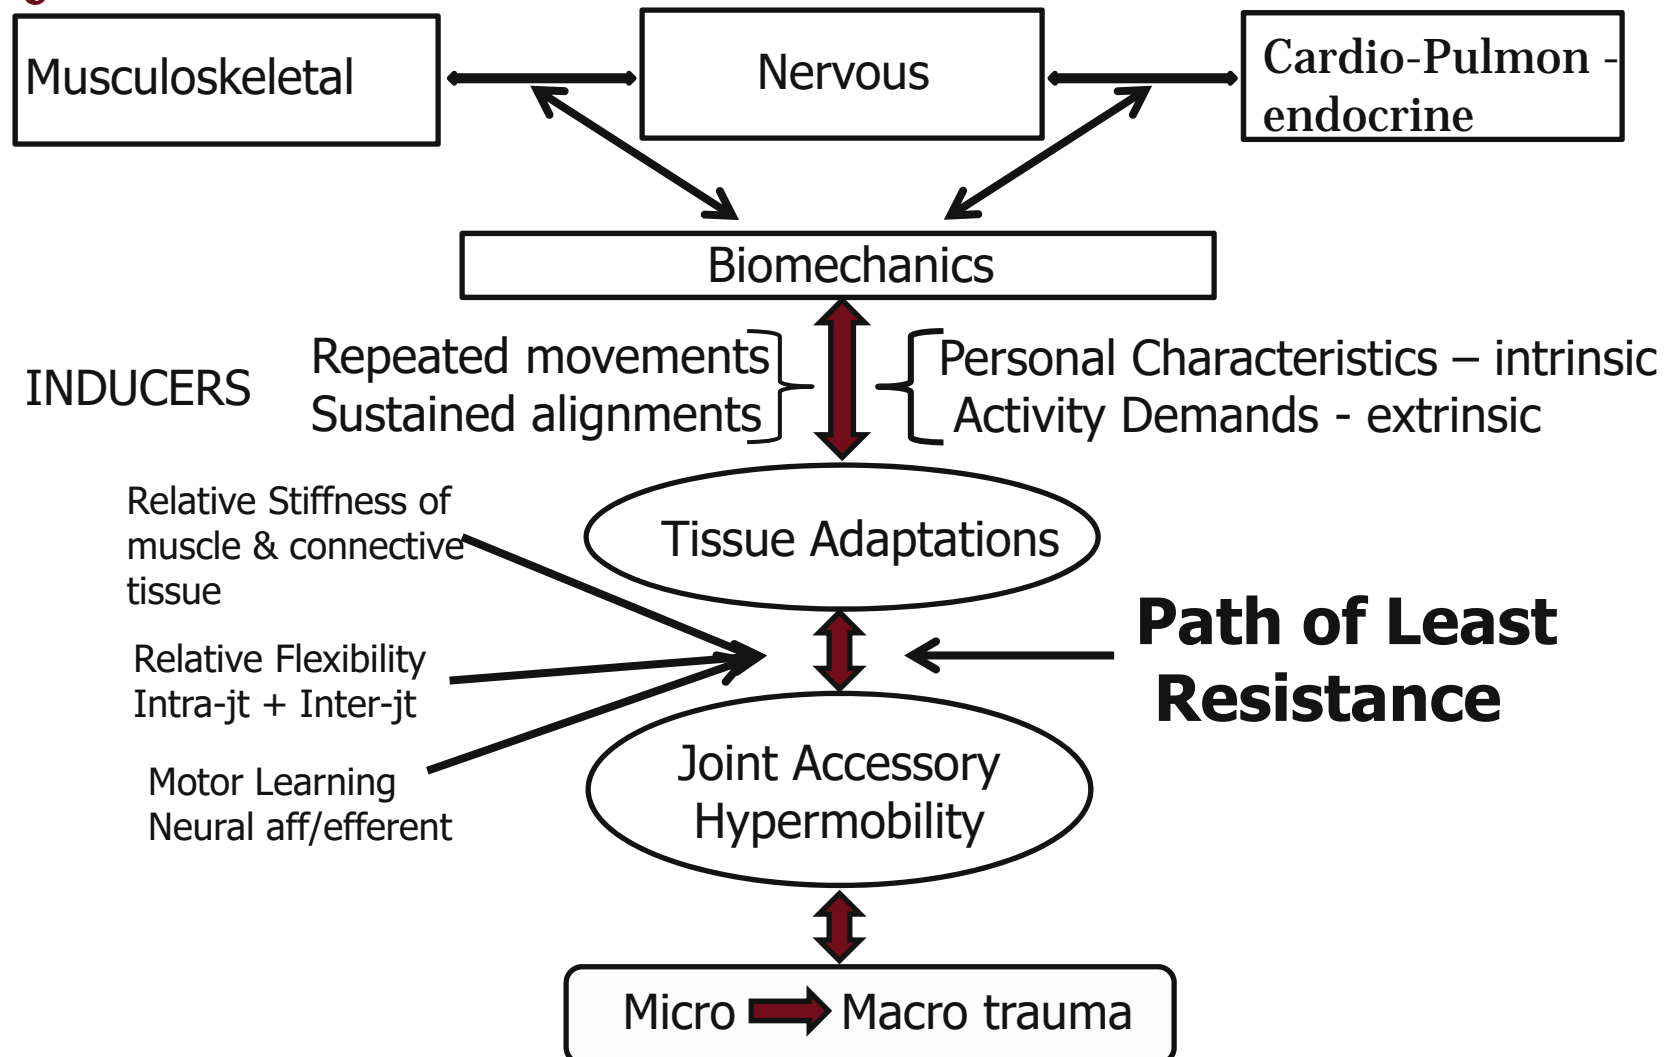 Musculoskeletal
Nervous
Cardio-Pulmon -
endocrine
Biomechanics
INDUCERS
Repeated movements
Sustained alignments
Personal Characteristics – intrinsic
Activity Demands - extrinsic
Relative Stiffness of
muscle & connective
tissue
Tissue Adaptations
Path of Least
Resistance
Relative Flexibility
Intra-jt + Inter-jt
Joint Accessory
Hypermobility
Motor Learning
Neural aff/efferent
Micro Macro trauma